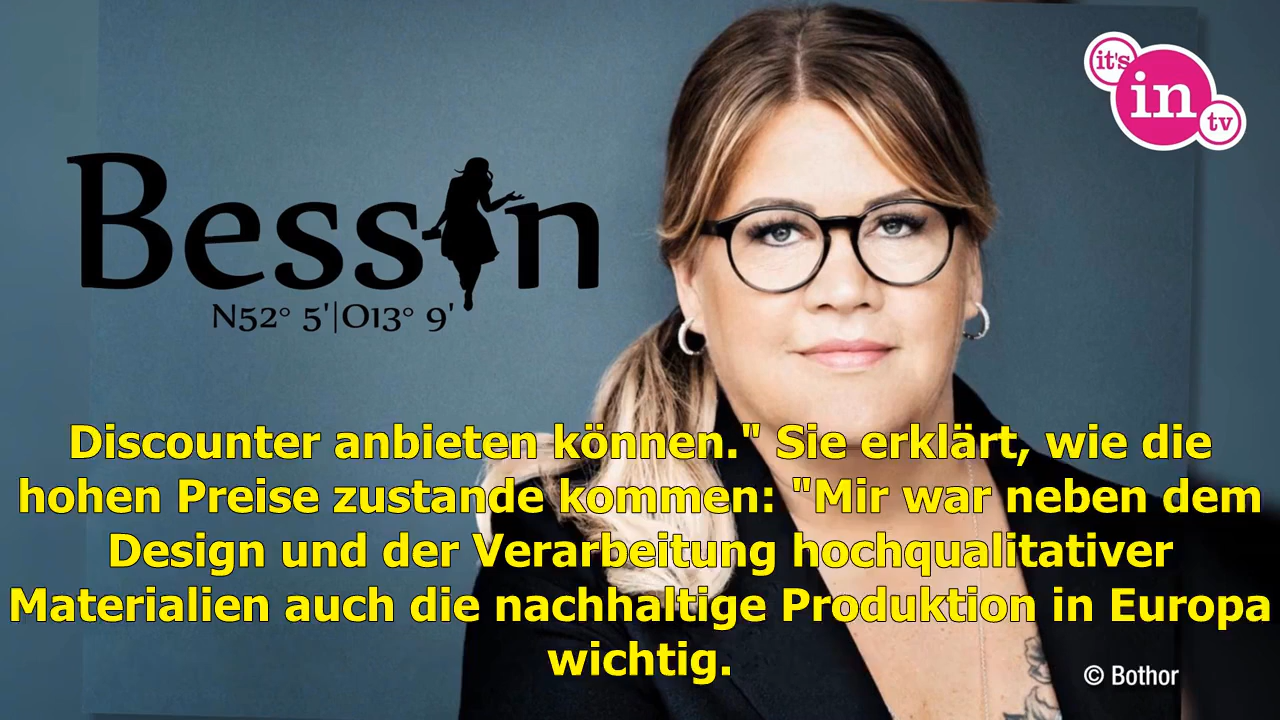 it's
in
tv
Bessin
N52° 5'|O13° 9'
Discounter anbieten können." Sie erklärt, wie die
hohen Preise zustande kommen: "Mir war neben dem
Design und der Verarbeitung hochqualitativer
Materialien auch die nachhaltige Produktion in Europa
wichtig.
© Bothor